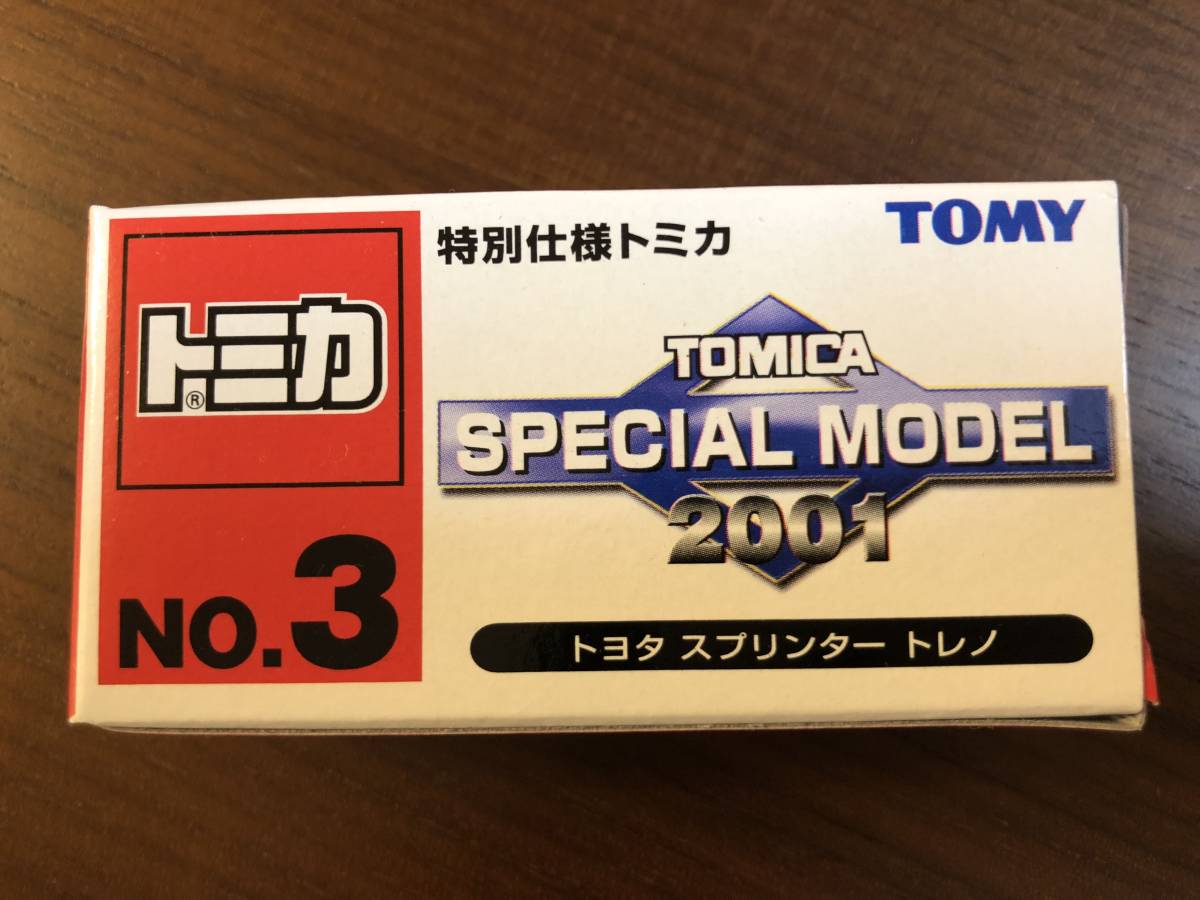 トミカ®
NO.3
特別仕様トミカ
TOMY
TOMICA
SPECIAL MODEL
2001
トヨタ スプリンター トレノ